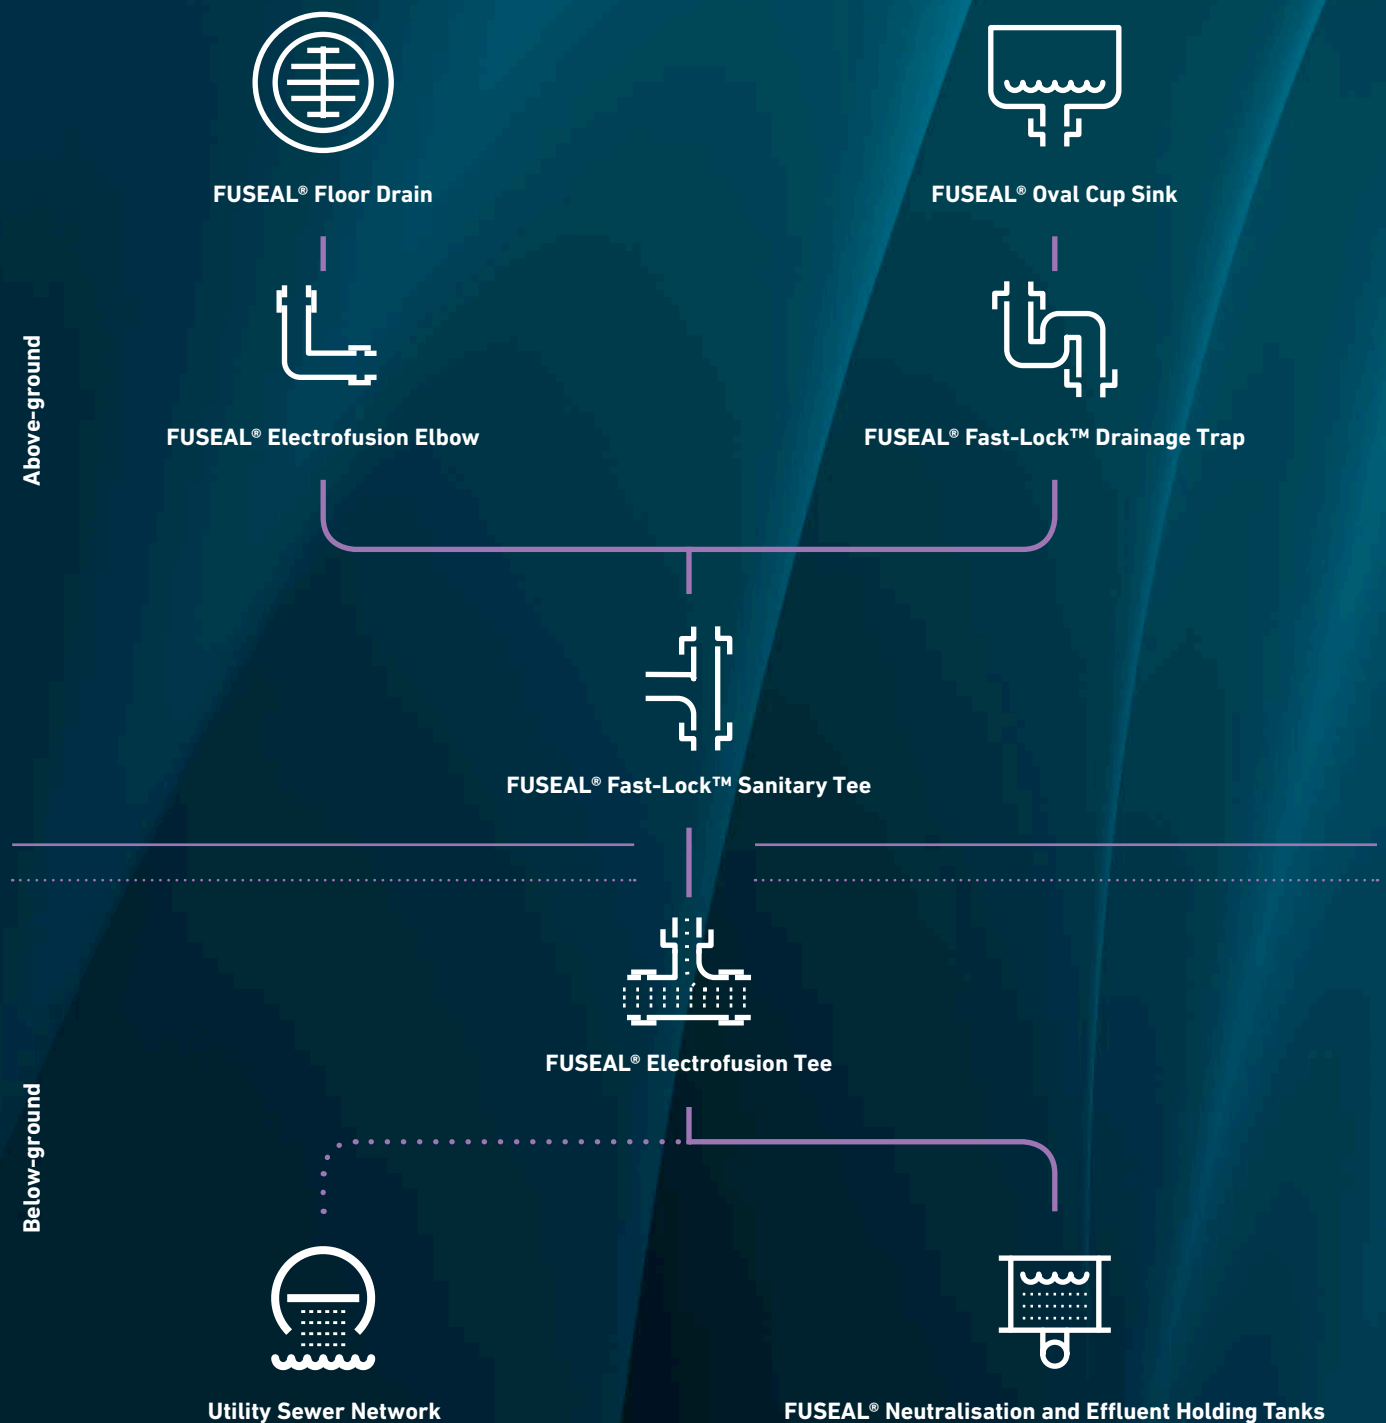 FUSEAL® Floor Drain
FUSEAL® Oval Cup Sink
Above-ground
FUSEAL® Electrofusion Elbow
FUSEAL® Fast-Lock™ Drainage Trap
FUSEAL® Fast-Lock™ Sanitary Tee
FUSEAL® Electrofusion Tee
Below-ground
Utility Sewer Network
FUSEAL® Neutralisation and Effluent Holding Tanks